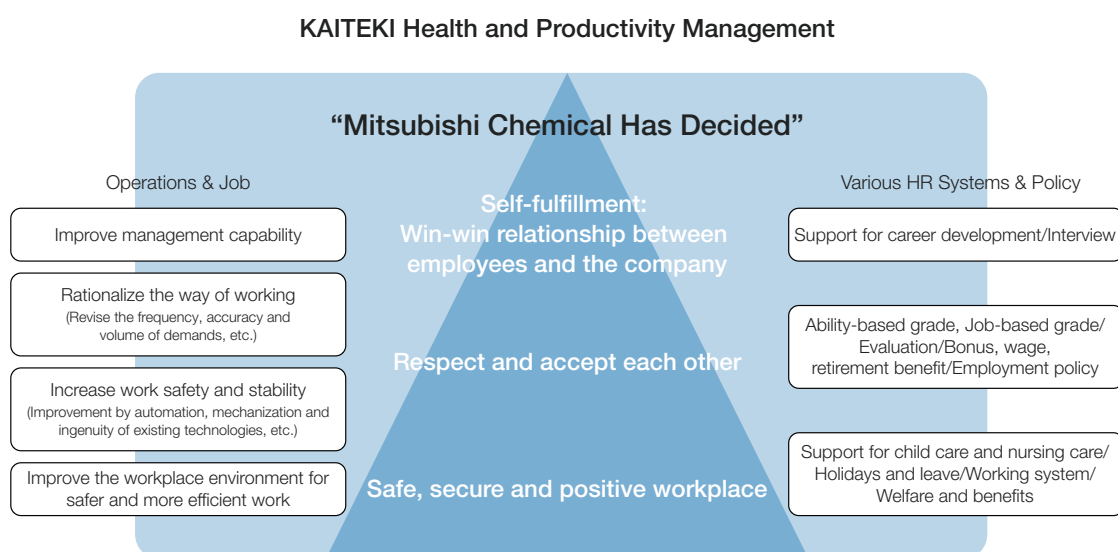 KAITEKI Health and Productivity Management
“Mitsubishi Chemical Has Decided”
Operations & Job
Improve management capability
Rationalize the way of working
(Revise the frequency, accuracy and
volume of demands, etc.)
Increase work safety and stability
(Improvement by automation, mechanization and
ingenuity of existing technologies, etc.)
Improve the workplace environment for
safer and more efficient work
Self-fulfillment:
Win-win relationship between
employees and the company
Respect and accept each other
Safe, secure and positive workplace
Various HR Systems & Policy
Support for career development/Interview
Ability-based grade, Job-based grade/
Evaluation/Bonus, wage,
retirement benefit/Employment policy
Support for child care and nursing care/
Holidays and leave/Working system/
Welfare and benefits